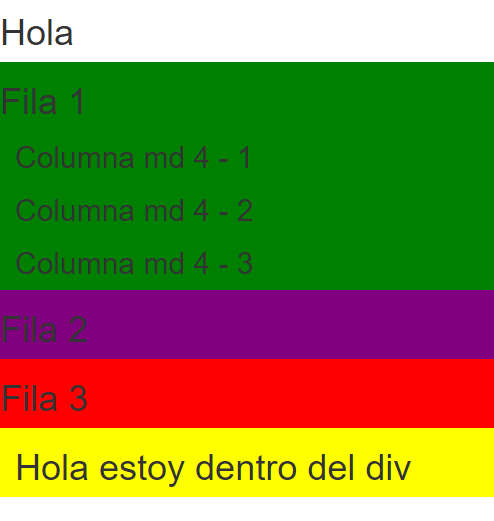 Hola
Fila 1
Columna md 4 - 1
Columna md 4 - 2
Columna md 4 - 3
Fila 2
Fila 3
Hola estoy dentro del div